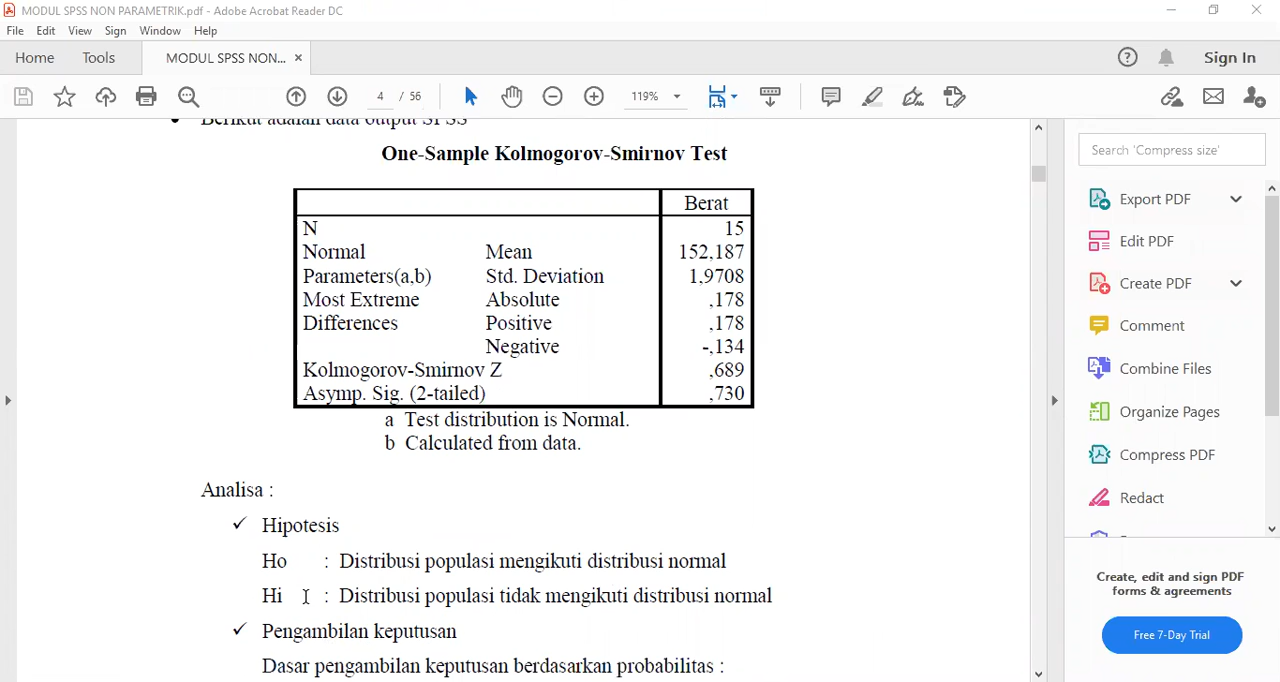 MODUL SPSS NON PARAMETRIK.pdf - Adobe Acrobat Reader DC
File Edit View Sign Window Help
Home Tools MODUL SPSS NON... × Sign In
4 / 56 119%
Berikut adalah data output SPSS
One-Sample Kolmogorov-Smirnov Test
Berat
N 15
Normal Mean 152,187
Parameters(a,b) Std. Deviation 1,9708
Most Extreme Absolute ,178
Differences Positive ,178
Negative -,134
Kolmogorov-Smirnov Z ,689
Asymp. Sig. (2-tailed) ,730
a Test distribution is Normal.
b Calculated from data.
Analisa :
✓ Hipotesis
Ho : Distribusi populasi mengikuti distribusi normal
Hi : Distribusi populasi tidak mengikuti distribusi normal
✓ Pengambilan keputusan
Dasar pengambilan keputusan berdasarkan probabilitas :
Search 'Compress size'
Export PDF
Edit PDF
Create PDF
Comment
Combine Files
Organize Pages
Compress PDF
Redact
Create, edit and sign PDF
forms & agreements
Free 7-Day Trial